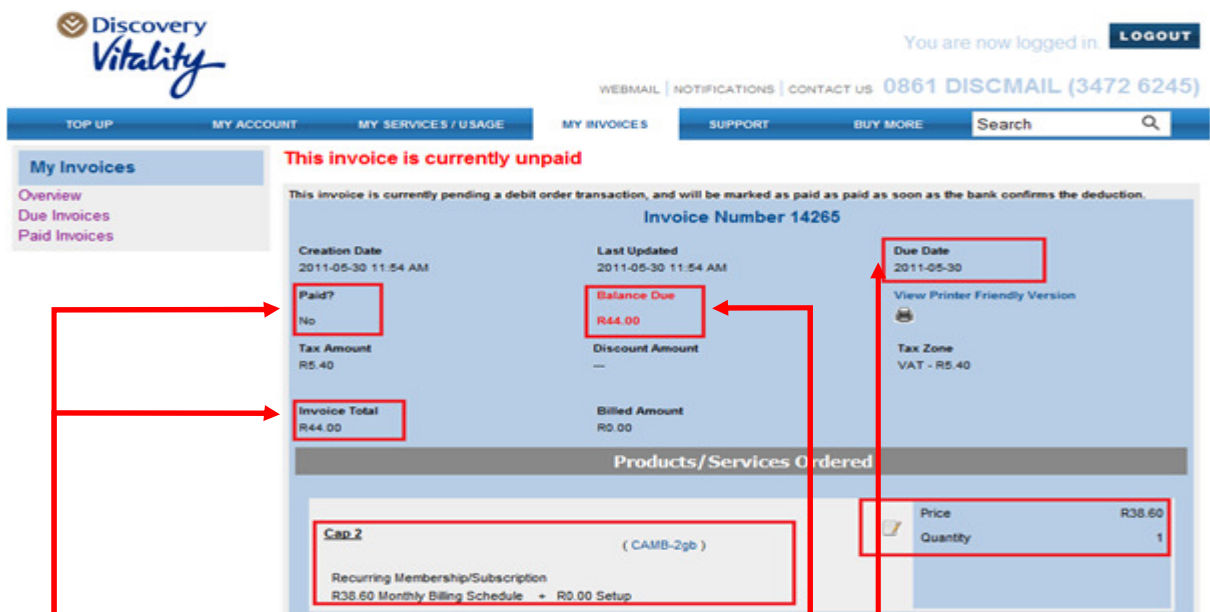 Discovery
Vitality
You are now logged in. LOGOUT
WEBMAIL | NOTIFICATIONS | CONTACT US 0861 DISCMAIL (3472 6245)
TOP UP MY ACCOUNT MY SERVICES / USAGE MY INVOICES SUPPORT BUY MORE Search
My Invoices
Overview
Due Invoices
Paid Invoices
This invoice is currently unpaid
This invoice is currently pending a debit order transaction, and will be marked as paid as paid as soon as the bank confirms the deduction.
Invoice Number 14265
Creation Date Last Updated Due Date
2011-05-30 11:54 AM 2011-05-30 11:54 AM 2011-05-30
Paid? Balance Due View Printer Friendly Version
No R44.00
Tax Amount Discount Amount Tax Zone
R5.40 --- VAT - R5.40
Invoice Total Billed Amount
R44.00 R0.00
Products/Services Ordered
Price R38.60
Cap 2 ( CAMB-2gb ) Quantity 1
Recurring Membership/Subscription
R38.60 Monthly Billing Schedule + R0.00 Setup